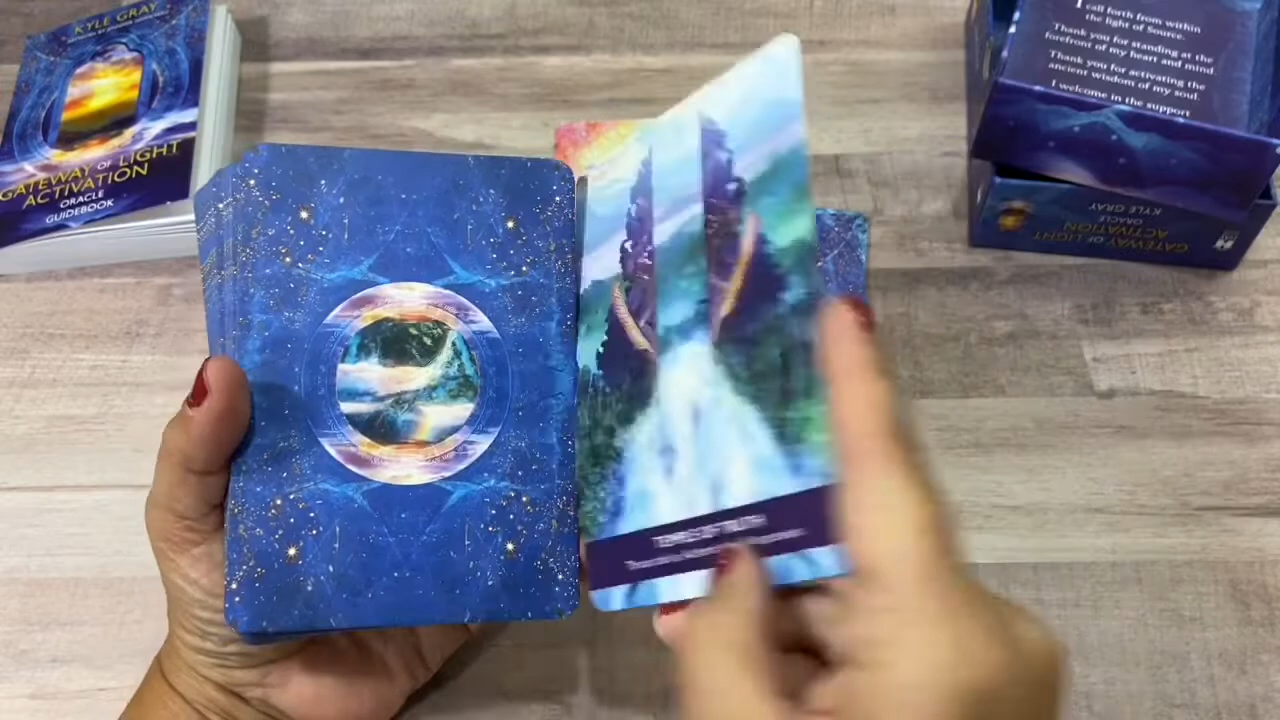 KYLE GRAY
GATEWAY OF LIGHT
ACTIVATION
ORACLE
GUIDEBOOK
I call forth from within
the light of Source.
Thank you for standing at the
forefront of my heart and mind.
Thank you for activating the
ancient wisdom of my soul.
I welcome in the support
GATEWAY OF LIGHT
ACTIVATION
ORACLE
KYLE GRAY
OF